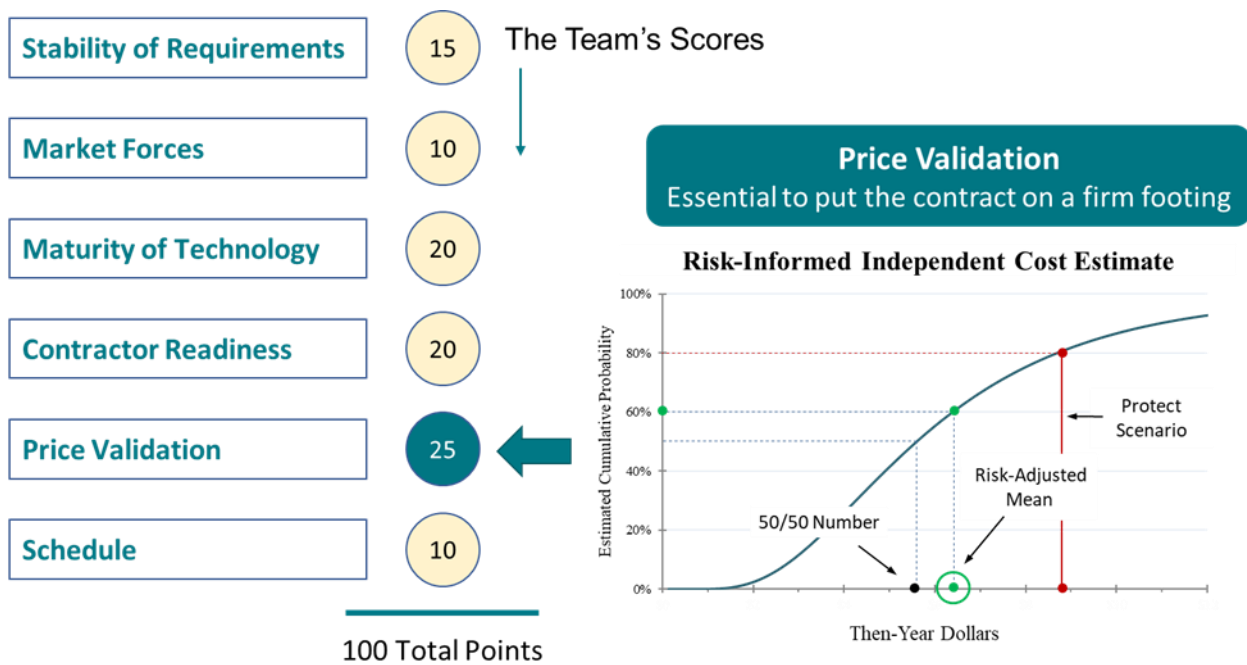 Stability of Requirements
15
The Team's Scores
Market Forces
10
Maturity of Technology
20
Contractor Readiness
20
Price Validation
25
Schedule
10
100 Total Points
Price Validation
Essential to put the contract on a firm footing
Risk-Informed Independent Cost Estimate
Estimated Cumulative Probability
100%
80%
60%
40%
20%
0%
Protect
Scenario
Risk-Adjusted
Mean
50/50 Number
Then-Year Dollars